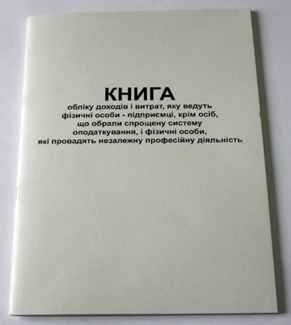 КНИГА
обліку доходів і витрат, яку ведуть
фізичні особи - підприємці, крім осіб,
що обрали спрощену систему
оподаткування, і фізичні особи,
які провадять незалежну професійну діяльність